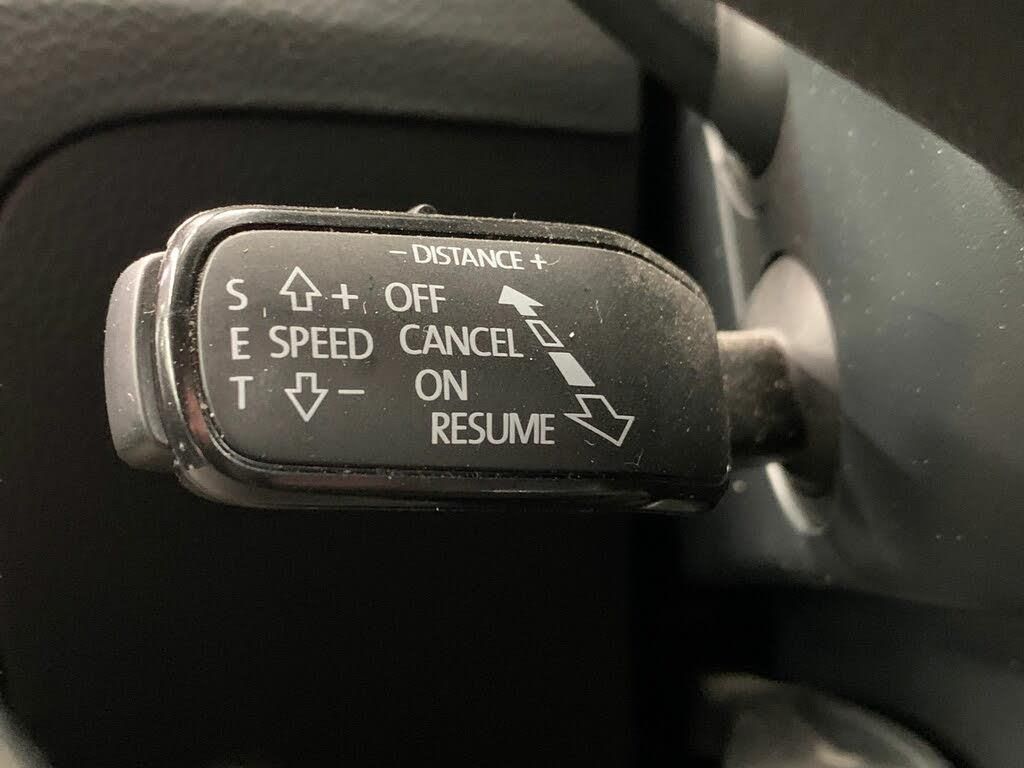 - DISTANCE +
S + OFF
E SPEED CANCEL
T - ON
RESUME